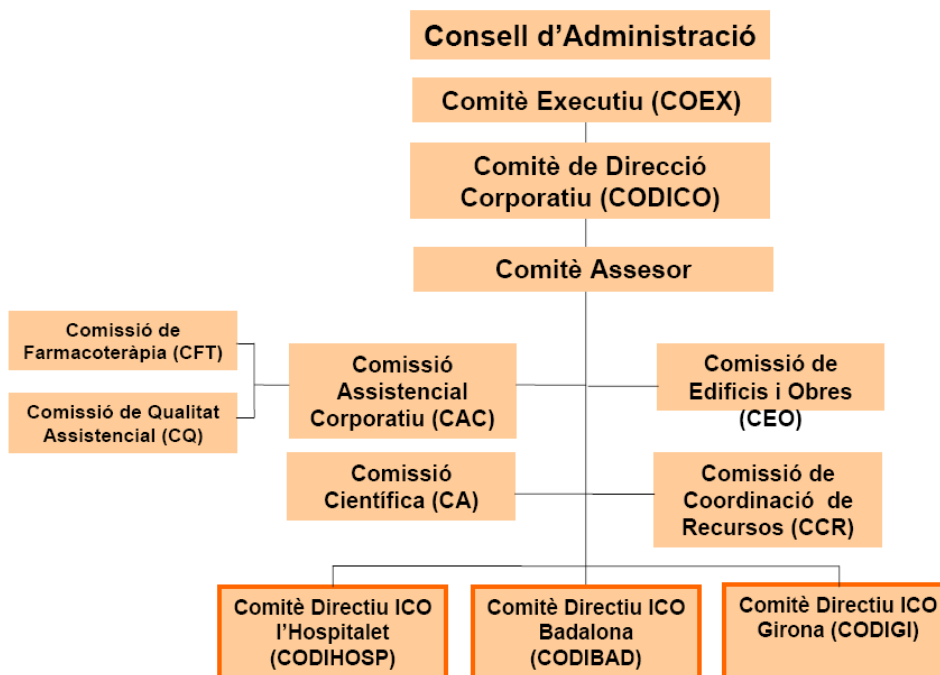 Consell d’Administració
Comitè Executiu (COEX)
Comitè de Direcció
Corporatiu (CODICO)
Comitè Assesor
Comissió de
Farmacoteràpia (CFT)
Comissió de Qualitat
Assistencial (CQ)
Comissió
Assistencial
Corporatiu (CAC)
Comissió de
Edificis i Obres
(CEO)
Comissió
Científica (CA)
Comissió de
Coordinació de
Recursos (CCR)
Comitè Directiu ICO
l’Hospitalet
(CODIHOSP)
Comitè Directiu ICO
Badalona
(CODIBAD)
Comitè Directiu ICO
Girona (CODIGI)